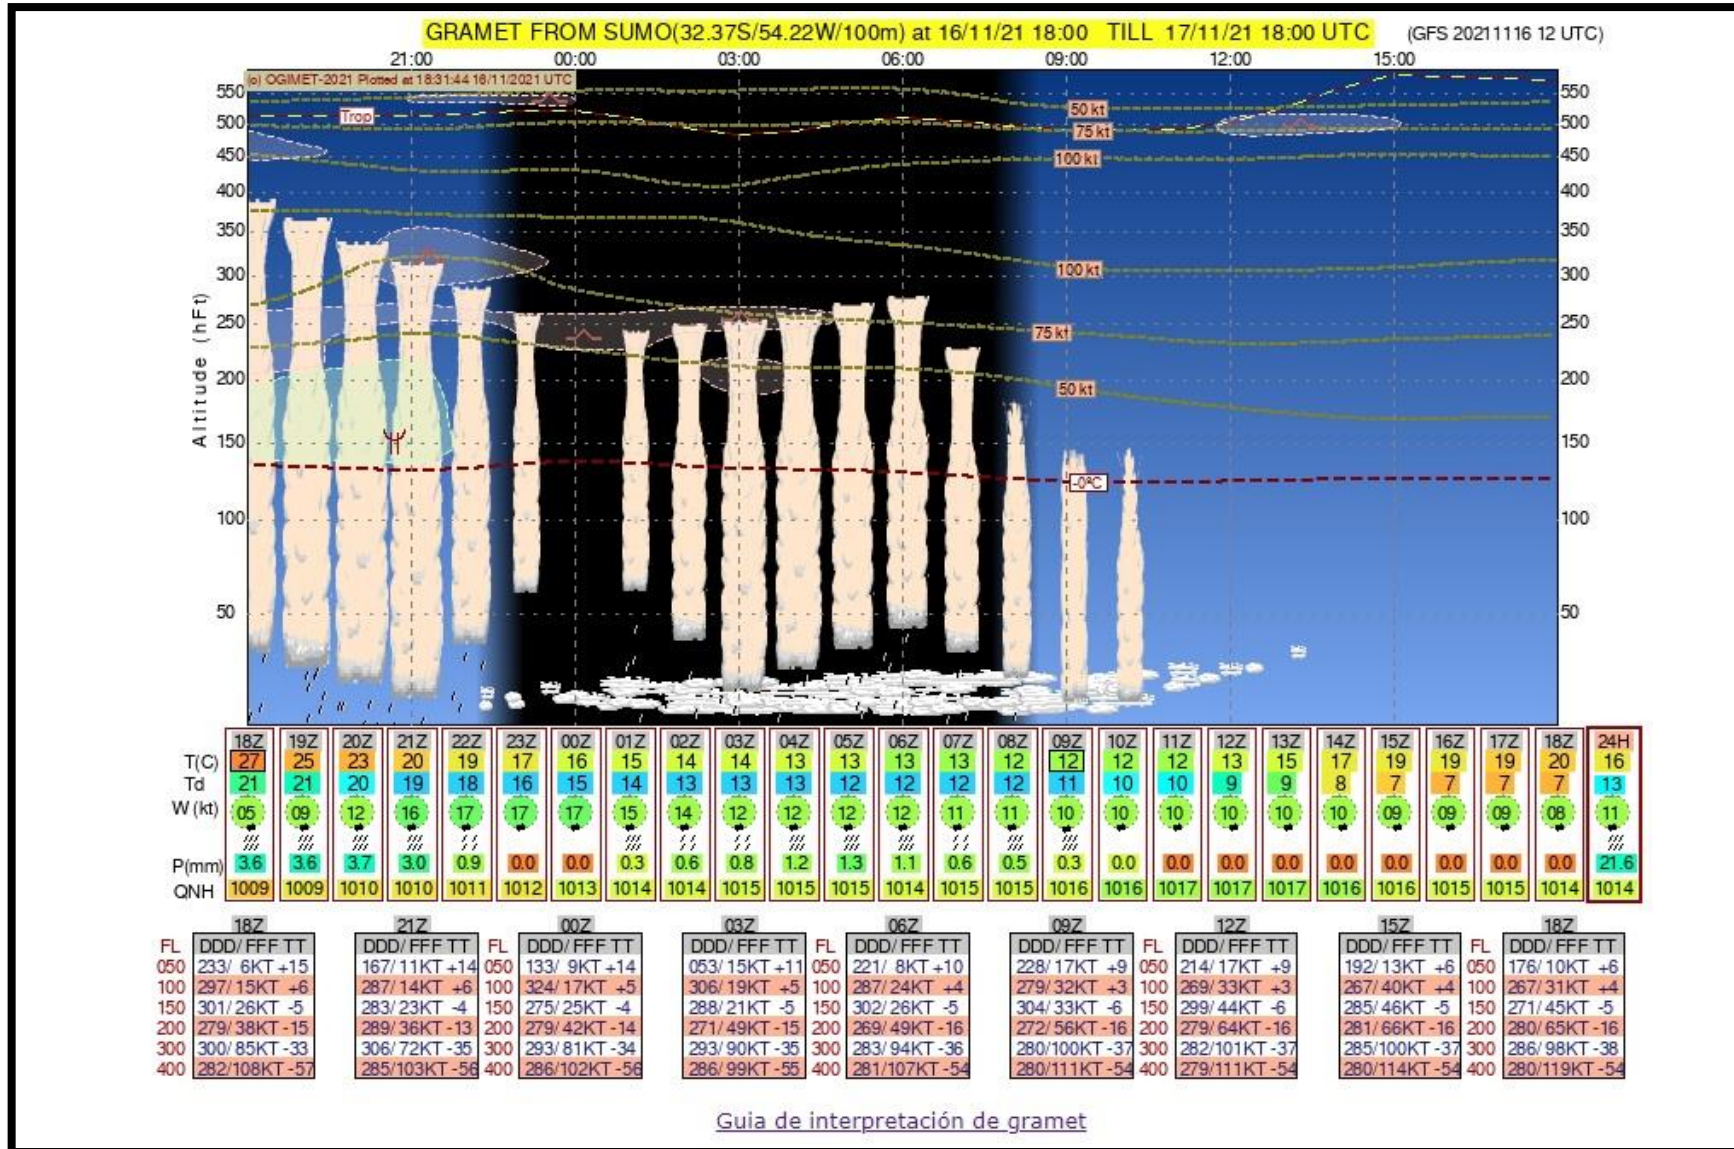 GRAMET FROM SUMO(32.37S/54.22W/100m) at 16/11/21 18:00 TILL 17/11/21 18:00 UTC (GFS 20211116 12 UTC)
21:00 00:00 03:00 06:00 09:00 12:00 15:00
(c) OGIMET-2021 Plotted at 18:31:44 16/11/2021 UTC
550 550
50 kt
Trop
500 500
75 kt
450 100 kt 450
400 400
350 350
300 100 kt 300
250 75 kt 250
200 50 kt 200
150 150
-0ºC
100 100
50 50
Altitude (hFt)
18Z 19Z 20Z 21Z 22Z 23Z 00Z 01Z 02Z 03Z 04Z 05Z 06Z 07Z 08Z 09Z 10Z 11Z 12Z 13Z 14Z 15Z 16Z 17Z 18Z 24H
T(C) 27 25 23 20 19 17 16 15 14 14 13 13 13 13 12 12 12 12 13 15 17 19 19 19 20 16
Td 21 21 20 19 18 16 15 14 13 13 13 12 12 12 12 11 10 10 9 9 8 7 7 7 7 13
W (kt) 05 09 12 16 17 17 17 15 14 12 12 12 12 11 11 10 10 10 10 10 10 09 09 09 08 11
P(mm) 3.6 3.6 3.7 3.0 0.9 0.0 0.0 0.3 0.6 0.8 1.2 1.3 1.1 0.6 0.5 0.3 0.0 0.0 0.0 0.0 0.0 0.0 0.0 0.0 0.0 21.6
QNH 1009 1009 1010 1010 1011 1012 1013 1014 1014 1015 1015 1015 1014 1015 1015 1016 1016 1017 1017 1017 1016 1016 1015 1015 1014 1014
18Z 21Z 00Z 03Z 06Z 09Z 12Z 15Z 18Z
FL DDD/ FFF TT DDD/ FFF TT FL DDD/ FFF TT DDD/ FFF TT FL DDD/ FFF TT DDD/ FFF TT FL DDD/ FFF TT DDD/ FFF TT FL DDD/ FFF TT
050 233/ 6KT +15 167/ 11KT +14 050 133/ 9KT +14 053/ 15KT +11 050 221/ 8KT +10 228/ 17KT +9 050 214/ 17KT +9 192/ 13KT +6 050 176/ 10KT +6
100 297/ 15KT +6 287/ 14KT +6 100 324/ 17KT +5 306/ 19KT +5 100 287/ 24KT +4 279/ 32KT +3 100 269/ 33KT +3 267/ 40KT +4 100 267/ 31KT +4
150 301/ 26KT -5 283/ 23KT -4 150 275/ 25KT -4 288/ 21KT -5 150 302/ 26KT -5 304/ 33KT -6 150 299/ 44KT -6 285/ 46KT -5 150 271/ 45KT -5
200 279/ 38KT -15 289/ 36KT -13 200 279/ 42KT -14 271/ 49KT -15 200 269/ 49KT -16 272/ 56KT -16 200 279/ 64KT -16 281/ 66KT -16 200 280/ 65KT -16
300 300/ 85KT -33 306/ 72KT -35 300 293/ 81KT -34 293/ 90KT -35 300 283/ 94KT -36 280/100KT -37 300 282/101KT -37 285/100KT -37 300 286/ 98KT -38
400 282/108KT -57 285/103KT -56 400 286/102KT -56 286/ 99KT -55 400 281/107KT -54 280/111KT -54 400 279/111KT -54 280/114KT -54 400 280/119KT -54
Guia de interpretación de gramet